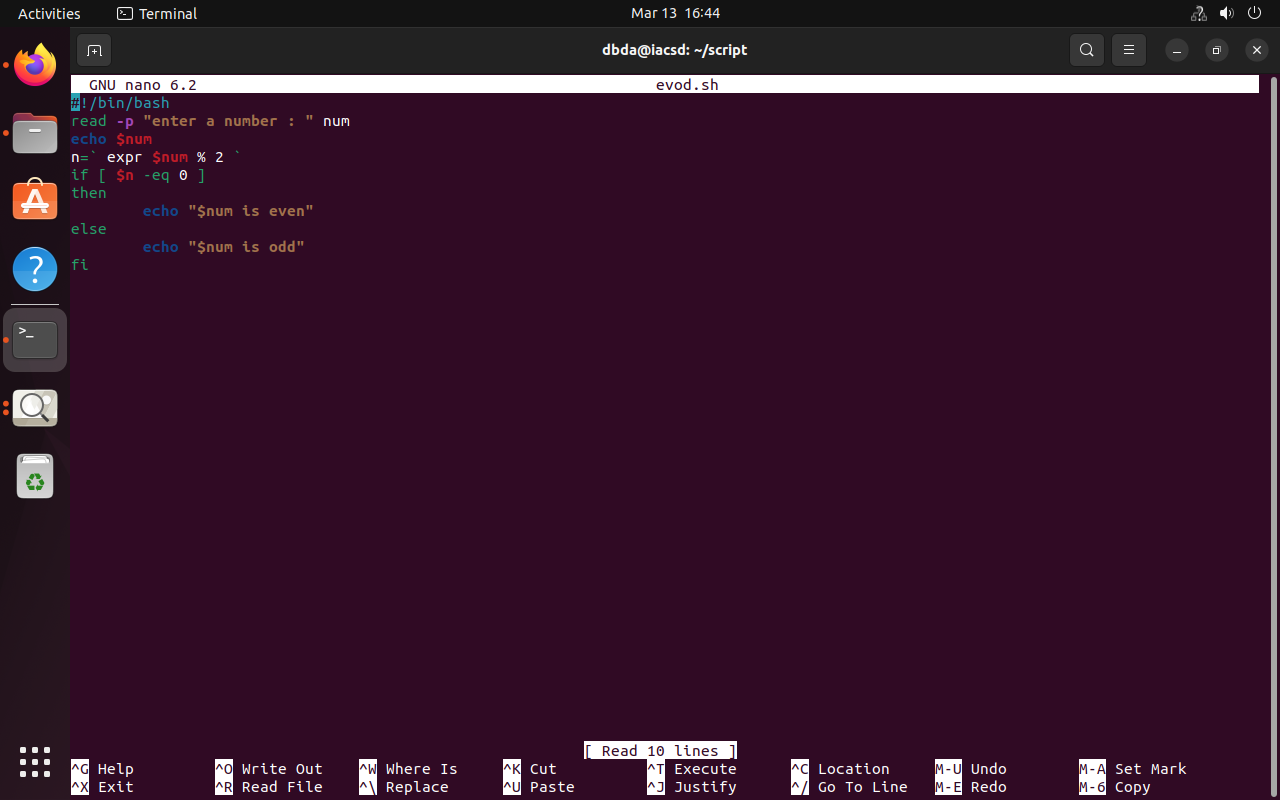 Activities Terminal Mar 13 16:44
dbda@iacsd: ~/script
GNU nano 6.2 evod.sh
#!/bin/bash
read -p "enter a number : " num
echo $num
n=` expr $num % 2 `
if [ $n -eq 0 ]
then
        echo "$num is even"
else
        echo "$num is odd"
fi
[ Read 10 lines ]
^G Help ^O Write Out ^W Where Is ^K Cut ^T Execute ^C Location M-U Undo M-A Set Mark
^X Exit ^R Read File ^\ Replace ^U Paste ^J Justify ^/ Go To Line M-E Redo M-6 Copy